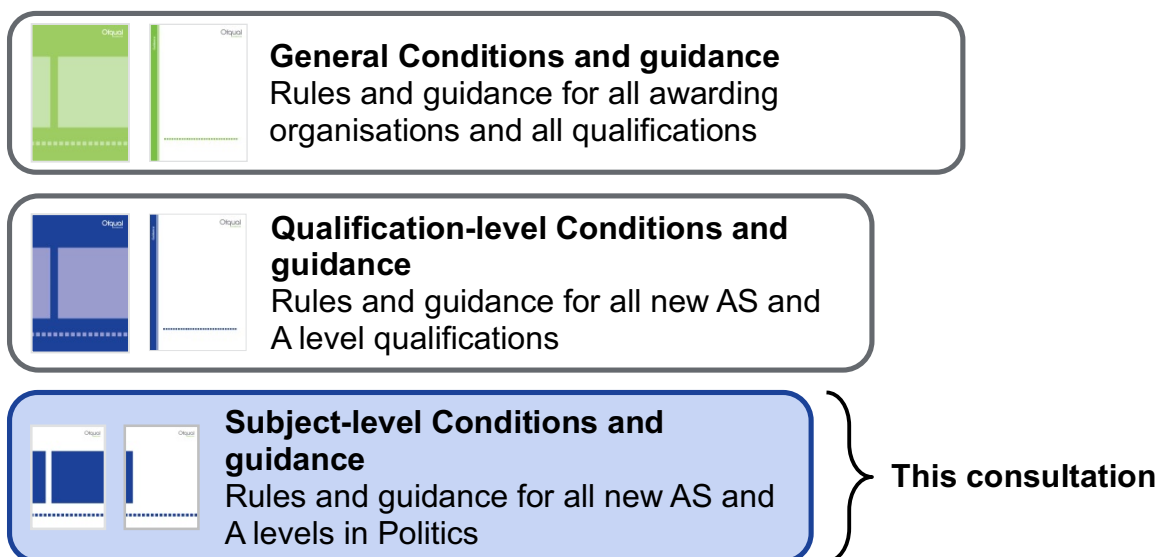 Ofqual
Ofqual
General Conditions and guidance
Rules and guidance for all awarding
organisations and all qualifications
Ofqual
Ofqual
Qualification-level Conditions and
guidance
Rules and guidance for all new AS and
A level qualifications
Ofqual
Ofqual
Subject-level Conditions and
guidance
Rules and guidance for all new AS and
A levels in Politics
This consultation